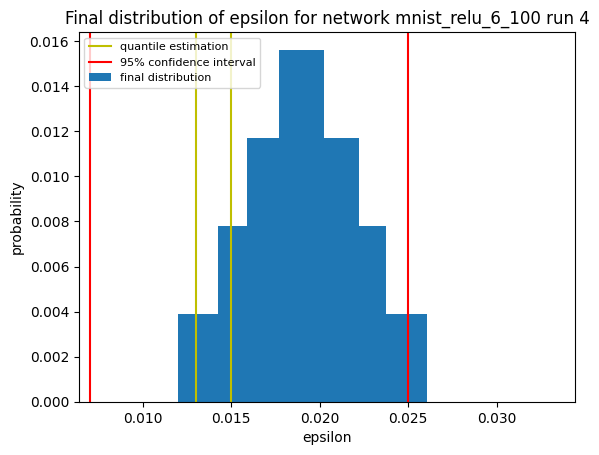 Final distribution of epsilon for network mnist_relu_6_100 run 4
quantile estimation
95% confidence interval
final distribution
0.016
0.014
0.012
0.010
0.008
0.006
0.004
0.002
0.000
probability
0.010 0.015 0.020 0.025 0.030
epsilon